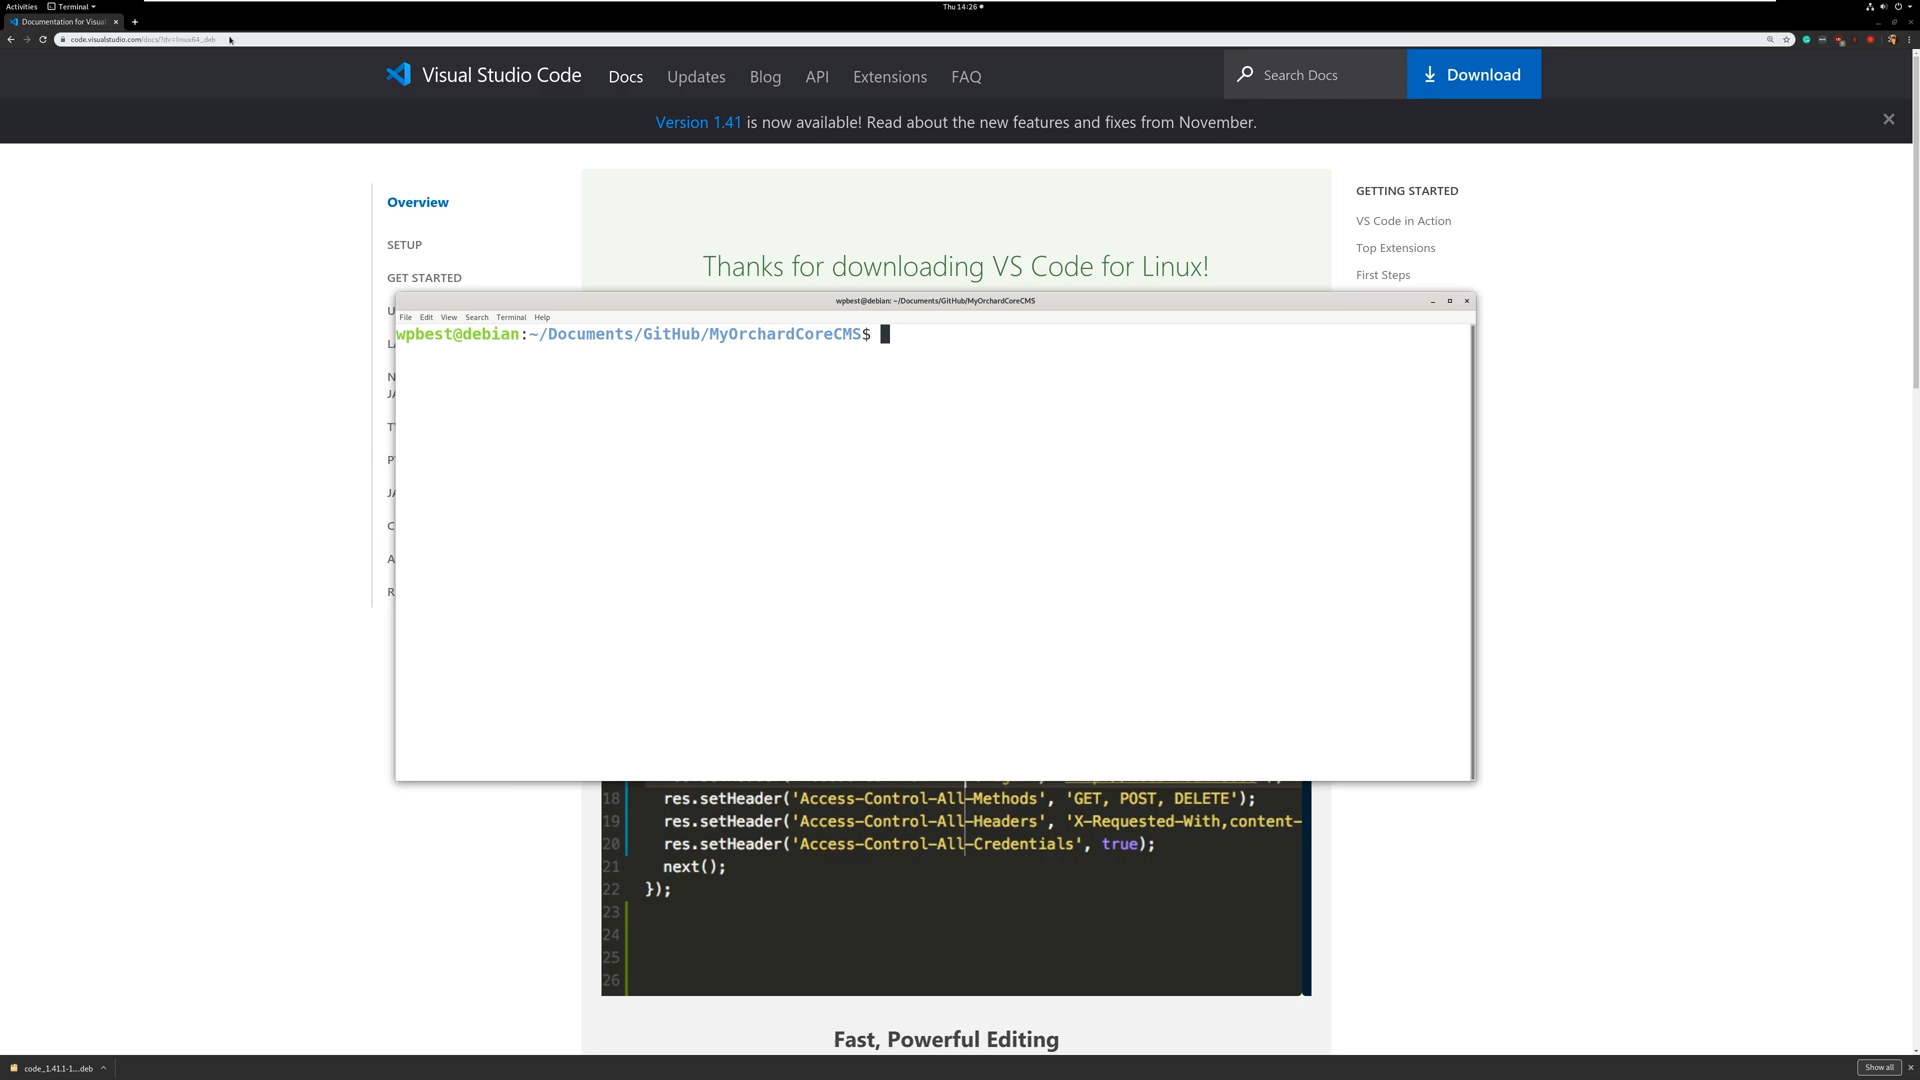 Activities Terminal Thu 14:26
Documentation for Visual
code.visualstudio.com/docs/?dv=linux64_deb
Visual Studio Code Docs Updates Blog API Extensions FAQ Search Docs Download
Version 1.41 is now available! Read about the new features and fixes from November.
Overview
SETUP
GET STARTED
Thanks for downloading VS Code for Linux!
GETTING STARTED
VS Code in Action
Top Extensions
First Steps
wpbest@debian: ~/Documents/GitHub/MyOrchardCoreCMS
File Edit View Search Terminal Help
wpbest@debian:~/Documents/GitHub/MyOrchardCoreCMS$
18 res.setHeader('Access-Control-All-Methods', 'GET, POST, DELETE');
19 res.setHeader('Access-Control-All-Headers', 'X-Requested-With,content-
20 res.setHeader('Access-Control-All-Credentials', true);
21 next();
22 });
23
24
25
26
Fast, Powerful Editing
code_1.41.1-1....deb
Show all